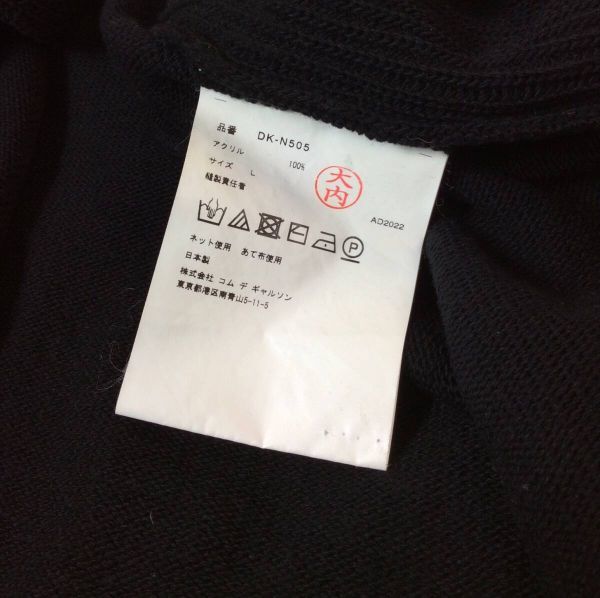 品番 DK-N505
アクリル 100%
サイズ L
縫製責任者 大内
AD2022
P
ネット使用 あて布使用
日本製
株式会社 コム デ ギャルソン
東京都港区南青山5-11-5